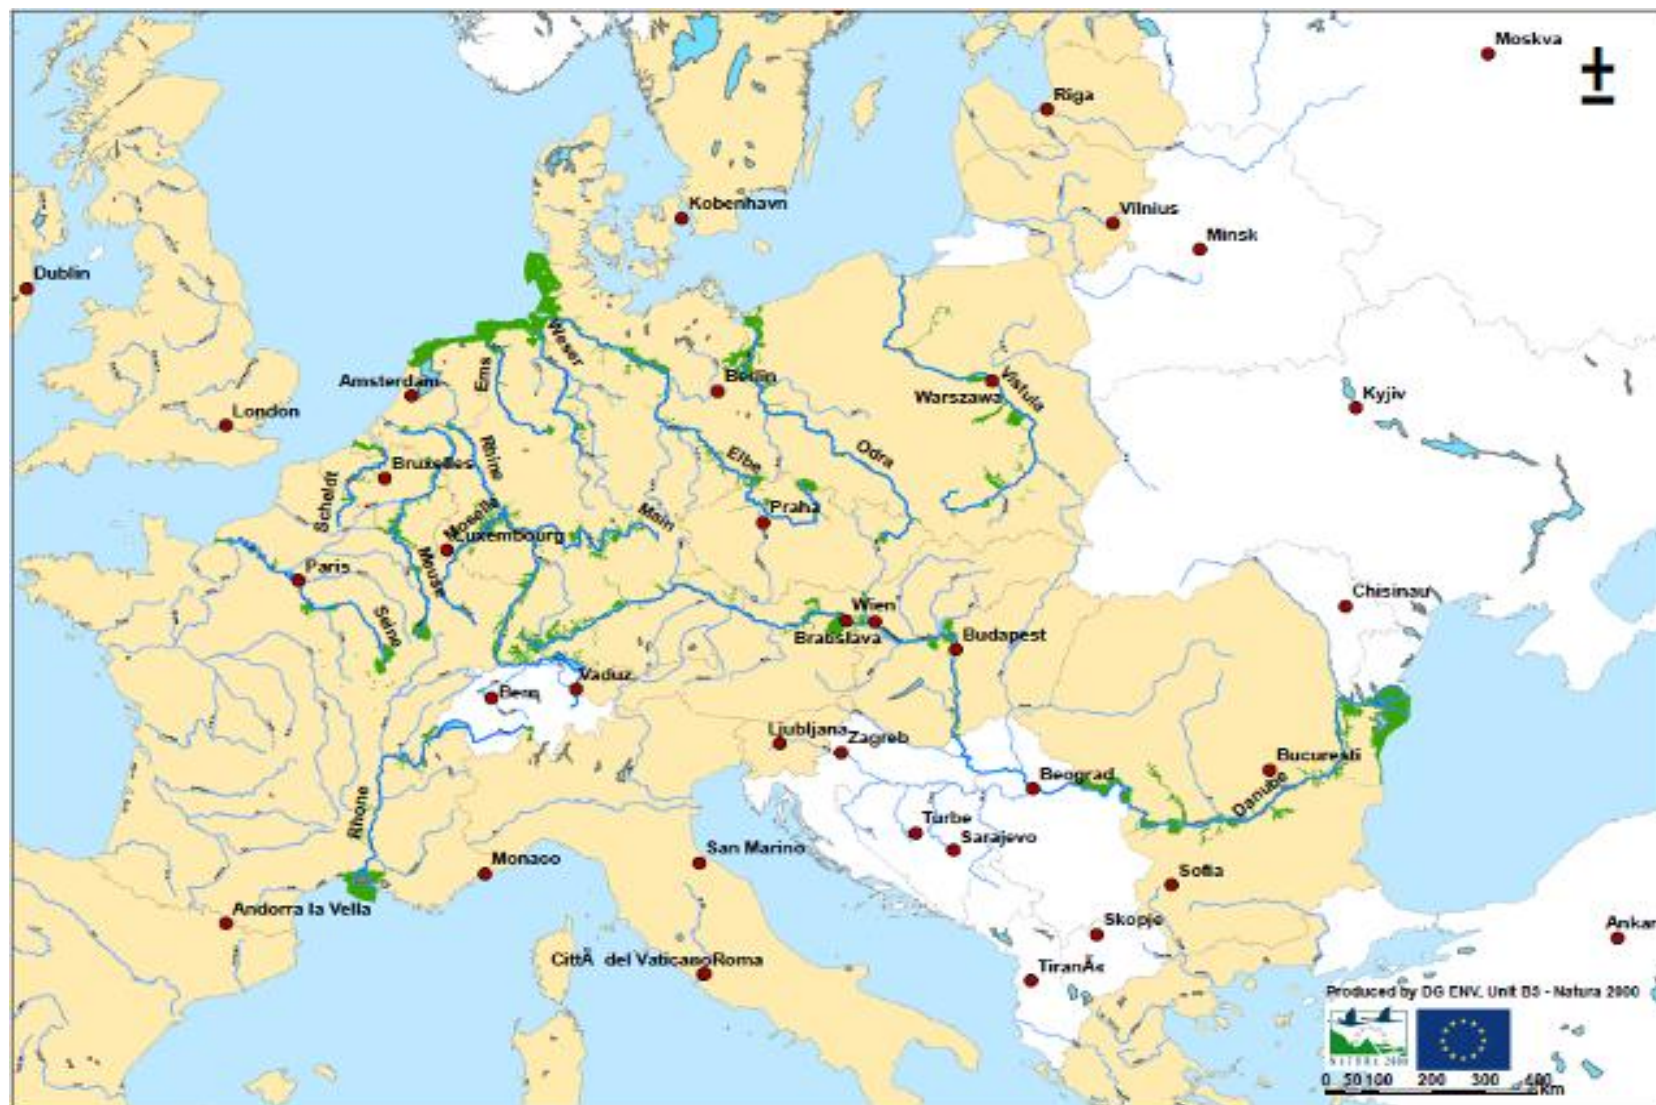 Moskva
Riga
Kobenhavn
Vilnius
Minsk
Dublin
Weser
Ems
Amsterdam
Berlin
Vistula
Warszawa
Kyjiv
London
Rhine
Bruxelles
Elbe
Odra
Scheldt
Moselle
Main
Praha
Luxembourg
Paris
Meuse
Seine
Wien
Bratislava
Budapest
Chisinau
Vaduz
Bern
Ljubljana
Zagreb
Beograd
Bucuresti
Danube
Rhone
Turbe
Sarajevo
San Marino
Monaco
Sofia
Andorra la Vella
Skopje
Ankar
CittÃ del VaticanoRoma
Produced by DG ENV. Unit B3 - Natura 2000
0 50 100 200 300 400
Km